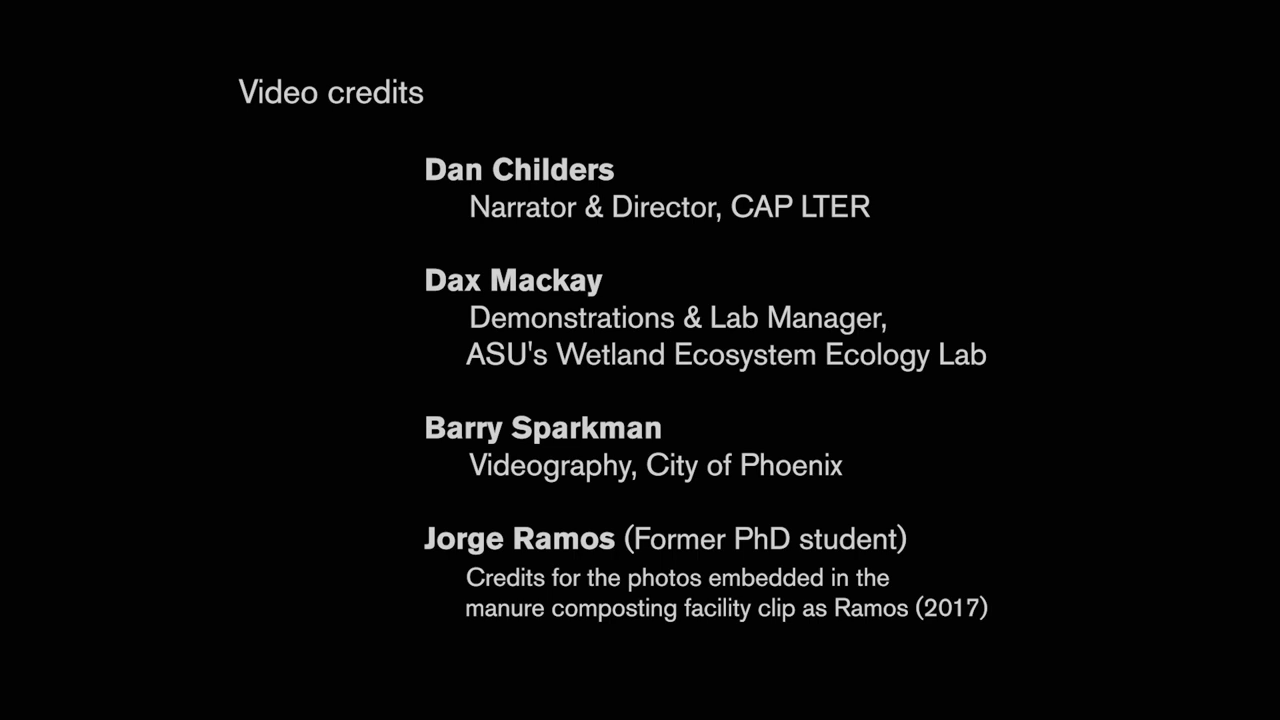 Video credits
Dan Childers
Narrator & Director, CAP LTER
Dax Mackay
Demonstrations & Lab Manager,
ASU's Wetland Ecosystem Ecology Lab
Barry Sparkman
Videography, City of Phoenix
Jorge Ramos (Former PhD student)
Credits for the photos embedded in the
manure composting facility clip as Ramos (2017)